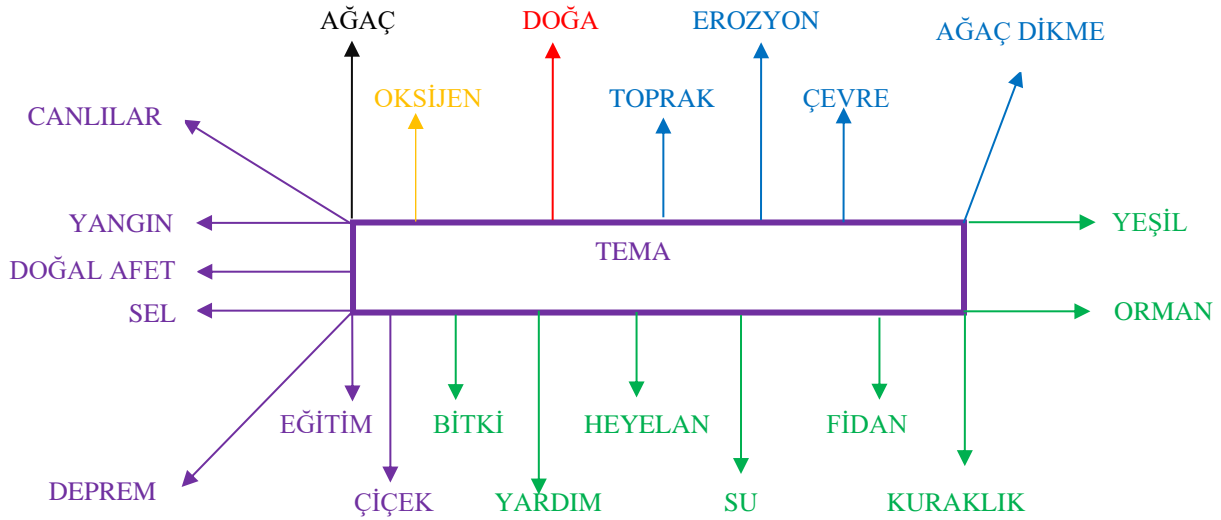 AĞAÇ DOĞA EROZYON AĞAÇ DİKME
OKSİJEN TOPRAK ÇEVRE
CANLILAR
YANGIN YEŞİL
TEMA
DOĞAL AFET
SEL ORMAN
EĞİTİM BİTKİ HEYELAN FİDAN
DEPREM ÇİÇEK YARDIM SU KURAKLIK